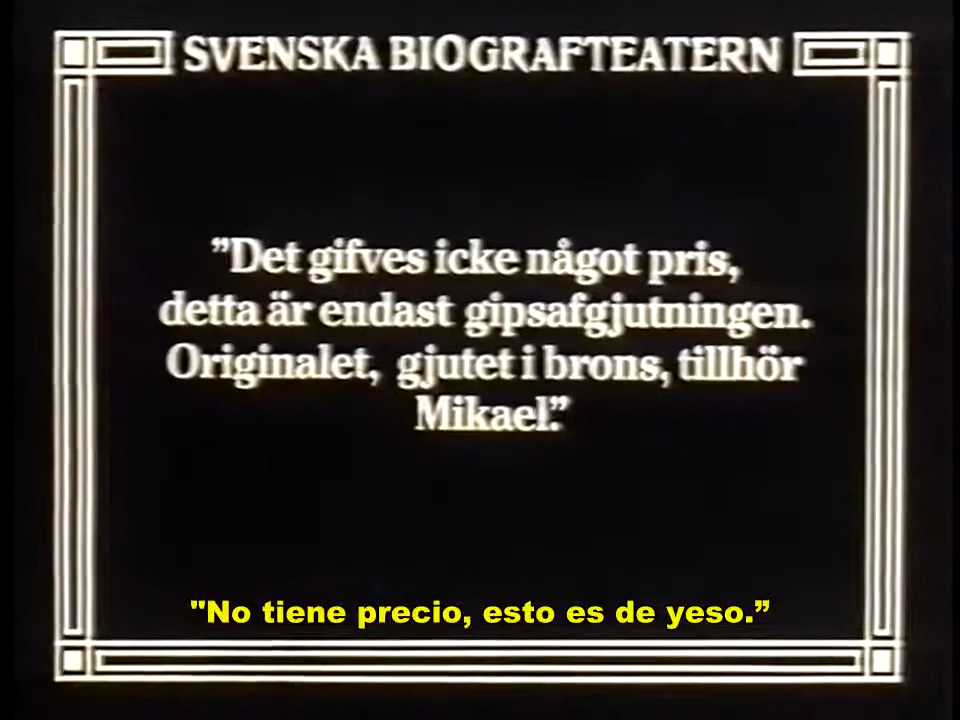 SVENSKA BIOGRAFTEATERN
”Det gifves icke något pris,
detta är endast gipsafgjutningen.
Originalet, gjutet i brons, tillhör
Mikael.”
"No tiene precio, esto es de yeso.”